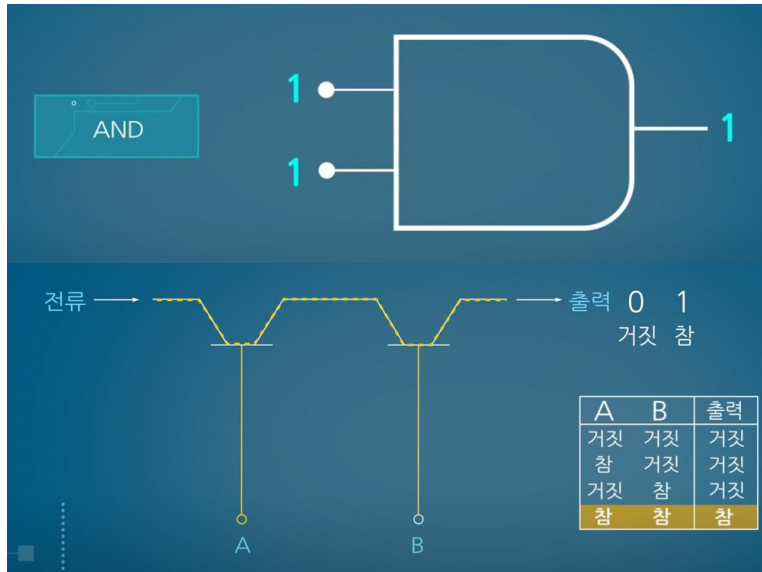 AND
1
1
1
전류
출력 0 1
거짓 참
A B 출력
거짓 거짓 거짓
참 거짓 거짓
거짓 참 거짓
참 참 참
A
B